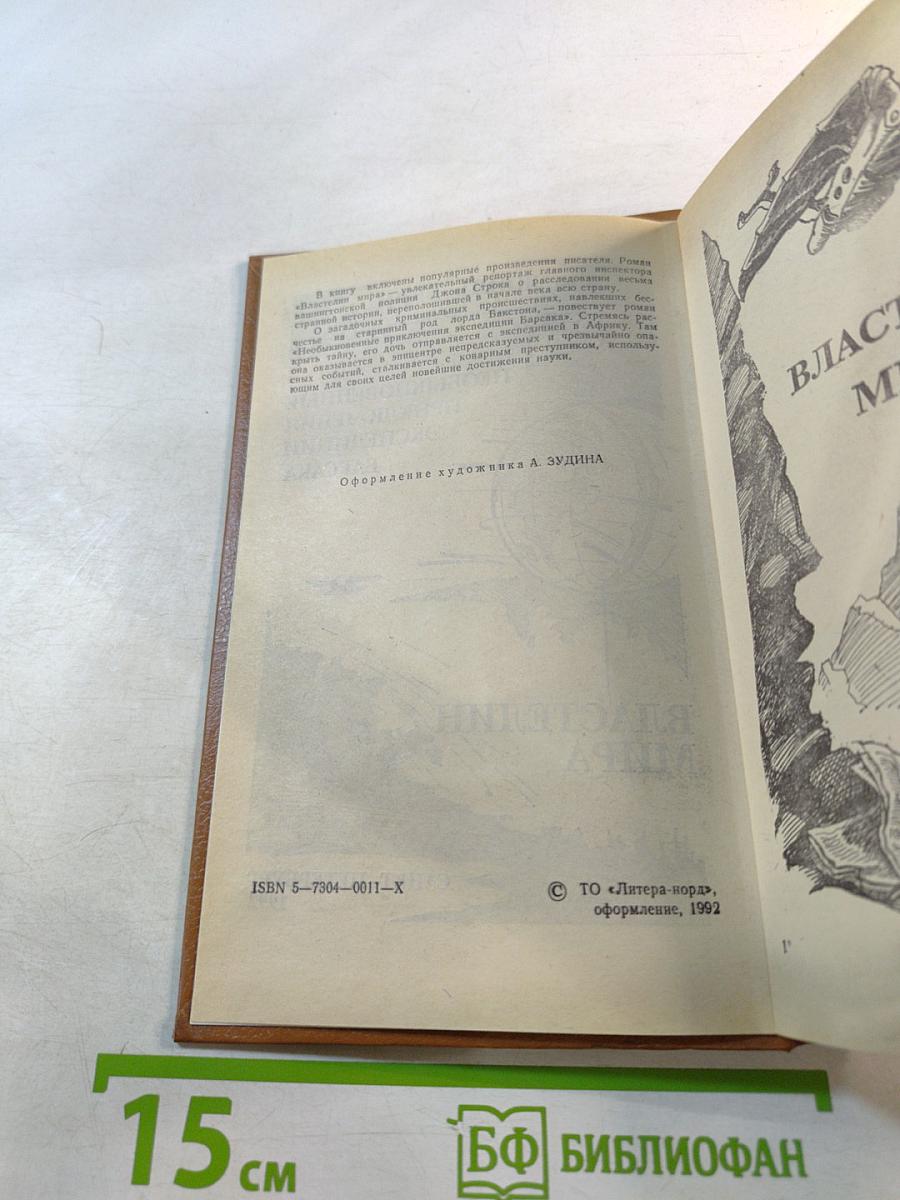 В книгу включены популярные произведения писателя. Роман
«Властелин мира» — увлекательный репортаж главного инспектора
вашингтонской полиции Джона Строка о расследовании весьма
странной истории, переполошившей в начале века всю страну.
О загадочных криминальных происшествиях, навлекших бес-
честье на старинный род лорда Бакстона, — повествует роман
«Необыкновенные приключения экспедиции Барсака». Стремясь рас-
крыть тайну, его дочь отправляется с экспедицией в Африку. Там
она оказывается в эпицентре непредсказуемых и чрезвычайно опа-
сных событий, сталкивается с коварным преступником, использу-
ющим для своих целей новейшие достижения науки.
Оформление художника А. ЗУДИНА
ISBN 5—7304—0011—X
© ТО «Литера-норд»,
оформление, 1992
ВЛАСТ
М
1*
15 см
БФ БИБЛИОФАН